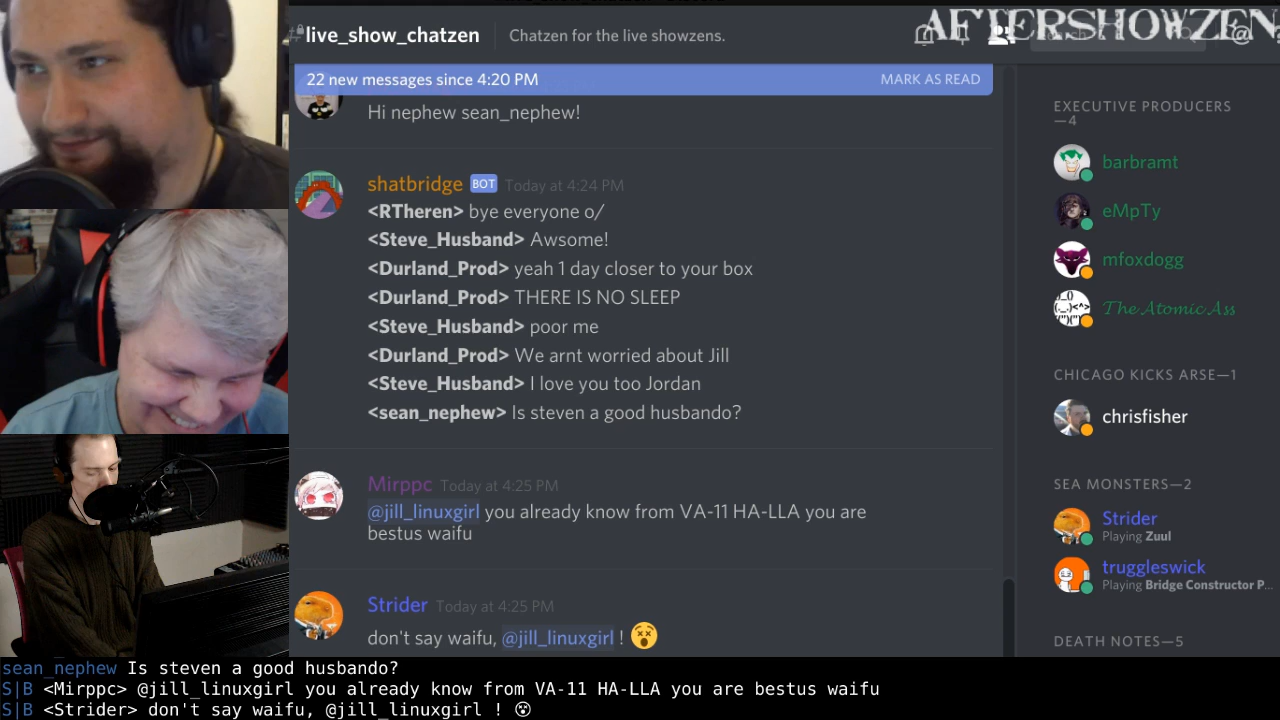 AFTERSHOWZEN
live_show_chatzen
Chatzen for the live showzens.
22 new messages since 4:20 PM
MARK AS READ
Hi nephew sean_nephew!
shatbridge BOT Today at 4:24 PM
<RTheren> bye everyone o/
<Steve_Husband> Awsome!
<Durland_Prod> yeah 1 day closer to your box
<Durland_Prod> THERE IS NO SLEEP
<Steve_Husband> poor me
<Durland_Prod> We arnt worried about Jill
<Steve_Husband> I love you too Jordan
<sean_nephew> Is steven a good husbando?
Mirppc Today at 4:25 PM
@jill_linuxgirl you already know from VA-11 HA-LLA you are
bestus waifu
Strider Today at 4:25 PM
don't say waifu, @jill_linuxgirl ! 😵
EXECUTIVE PRODUCERS
—4
barbramt
eMpTy
mfoxdogg
The Atomic Ass
CHICAGO KICKS ARSE—1
chrisfisher
SEA MONSTERS—2
Strider
Playing Zuul
truggleswick
Playing Bridge Constructor P...
DEATH NOTES—5
sean_nephew Is steven a good husbando?
S|B <Mirppc> @jill_linuxgirl you already know from VA-11 HA-LLA you are bestus waifu
S|B <Strider> don't say waifu, @jill_linuxgirl ! 😵